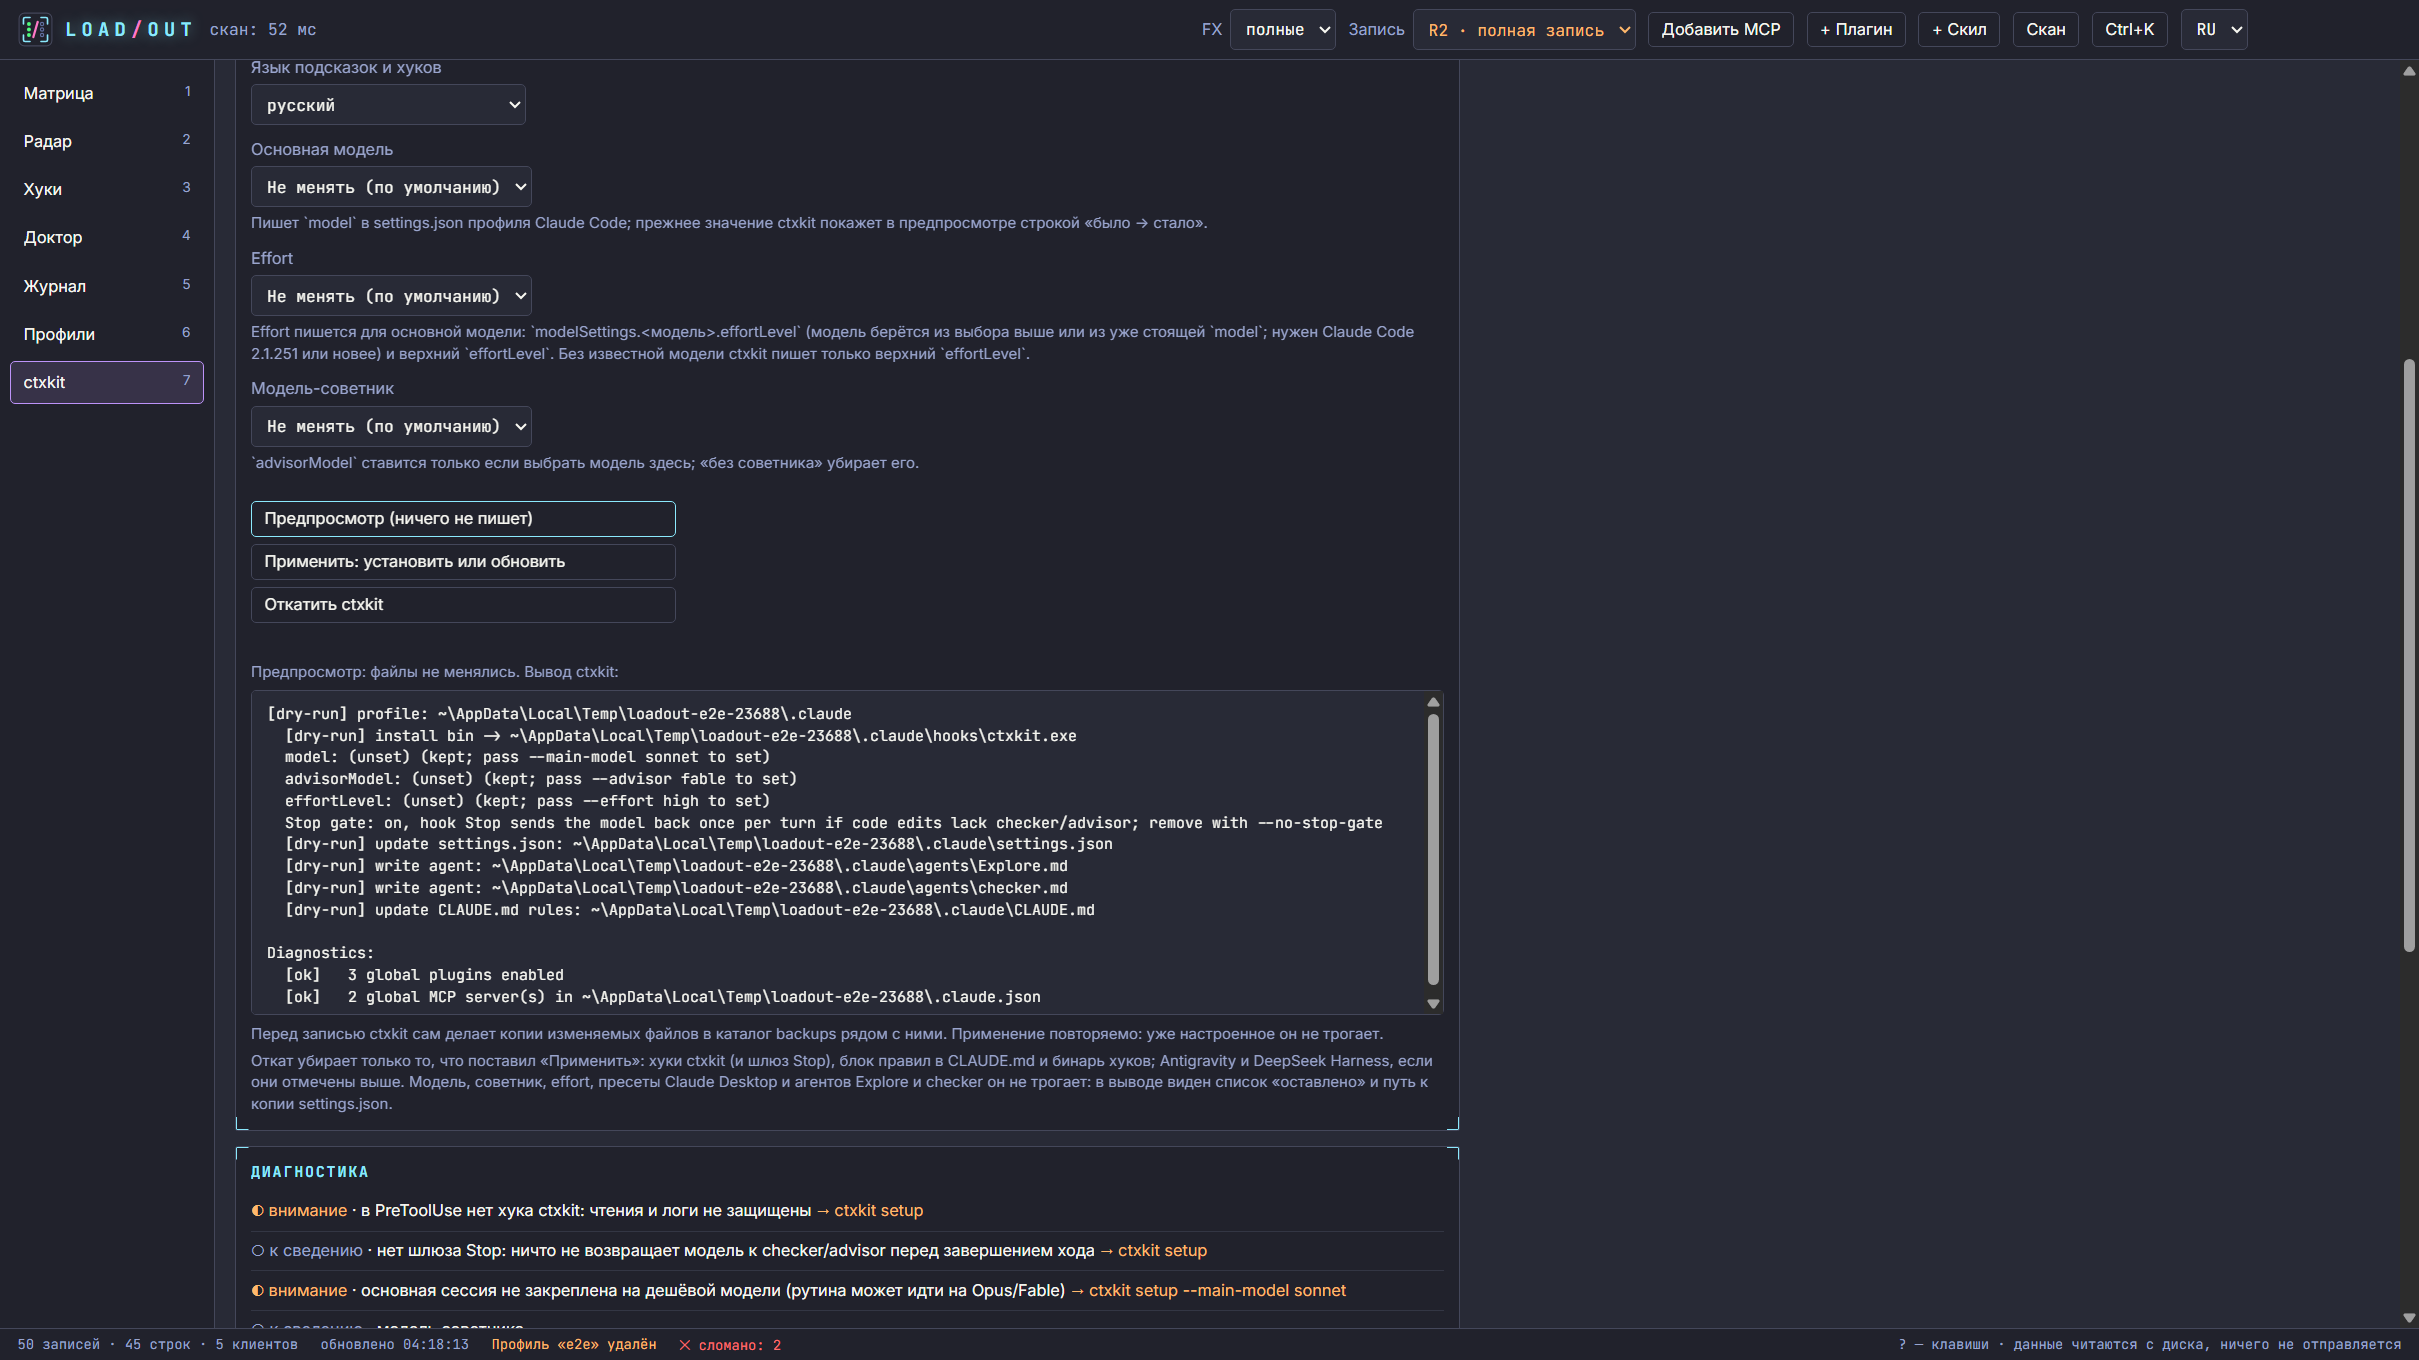 LOAD/OUT скан: 52 мс FX полные Запись R2 · полная запись Добавить MCP + Плагин + Скил Скан Ctrl+K RU
Матрица 1
Радар 2
Хуки 3
Доктор 4
Журнал 5
Профили 6
ctxkit 7
Язык подсказок и хуков
русский
Основная модель
Не менять (по умолчанию)
Пишет `model` в settings.json профиля Claude Code; прежнее значение ctxkit покажет в предпросмотре строкой «было → стало».
Effort
Не менять (по умолчанию)
Effort пишется для основной модели: `modelSettings.<модель>.effortLevel` (модель берётся из выбора выше или из уже стоящей `model`; нужен Claude Code
2.1.251 или новее) и верхний `effortLevel`. Без известной модели ctxkit пишет только верхний `effortLevel`.
Модель-советник
Не менять (по умолчанию)
`advisorModel` ставится только если выбрать модель здесь; «без советника» убирает его.
Предпросмотр (ничего не пишет)
Применить: установить или обновить
Откатить ctxkit
Предпросмотр: файлы не менялись. Вывод ctxkit:
[dry-run] profile: ~\AppData\Local\Temp\loadout-e2e-23688\.claude
[dry-run] install bin -> ~\AppData\Local\Temp\loadout-e2e-23688\.claude\hooks\ctxkit.exe
model: (unset) (kept; pass --main-model sonnet to set)
advisorModel: (unset) (kept; pass --advisor fable to set)
effortLevel: (unset) (kept; pass --effort high to set)
Stop gate: on, hook Stop sends the model back once per turn if code edits lack checker/advisor; remove with --no-stop-gate
[dry-run] update settings.json: ~\AppData\Local\Temp\loadout-e2e-23688\.claude\settings.json
[dry-run] write agent: ~\AppData\Local\Temp\loadout-e2e-23688\.claude\agents\Explore.md
[dry-run] write agent: ~\AppData\Local\Temp\loadout-e2e-23688\.claude\agents\checker.md
[dry-run] update CLAUDE.md rules: ~\AppData\Local\Temp\loadout-e2e-23688\.claude\CLAUDE.md
Diagnostics:
[ok] 3 global plugins enabled
[ok] 2 global MCP server(s) in ~\AppData\Local\Temp\loadout-e2e-23688\.claude.json
Перед записью ctxkit сам делает копии изменяемых файлов в каталог backups рядом с ними. Применение повторяемо: уже настроенное он не трогает.
Откат убирает только то, что поставил «Применить»: хуки ctxkit (и шлюз Stop), блок правил в CLAUDE.md и бинарь хуков; Antigravity и DeepSeek Harness, если
они отмечены выше. Модель, советник, effort, пресеты Claude Desktop и агентов Explore и checker он не трогает: в выводе виден список «оставлено» и путь к
копии settings.json.
ДИАГНОСТИКА
внимание · в PreToolUse нет хука ctxkit: чтения и логи не защищены → ctxkit setup
к сведению · нет шлюза Stop: ничто не возвращает модель к checker/advisor перед завершением хода → ctxkit setup
внимание · основная сессия не закреплена на дешёвой модели (рутина может идти на Opus/Fable) → ctxkit setup --main-model sonnet
50 записей · 45 строк · 5 клиентов обновлено 04:18:13 Профиль «e2e» удалён × сломано: 2 ? — клавиши · данные читаются с диска, ничего не отправляется